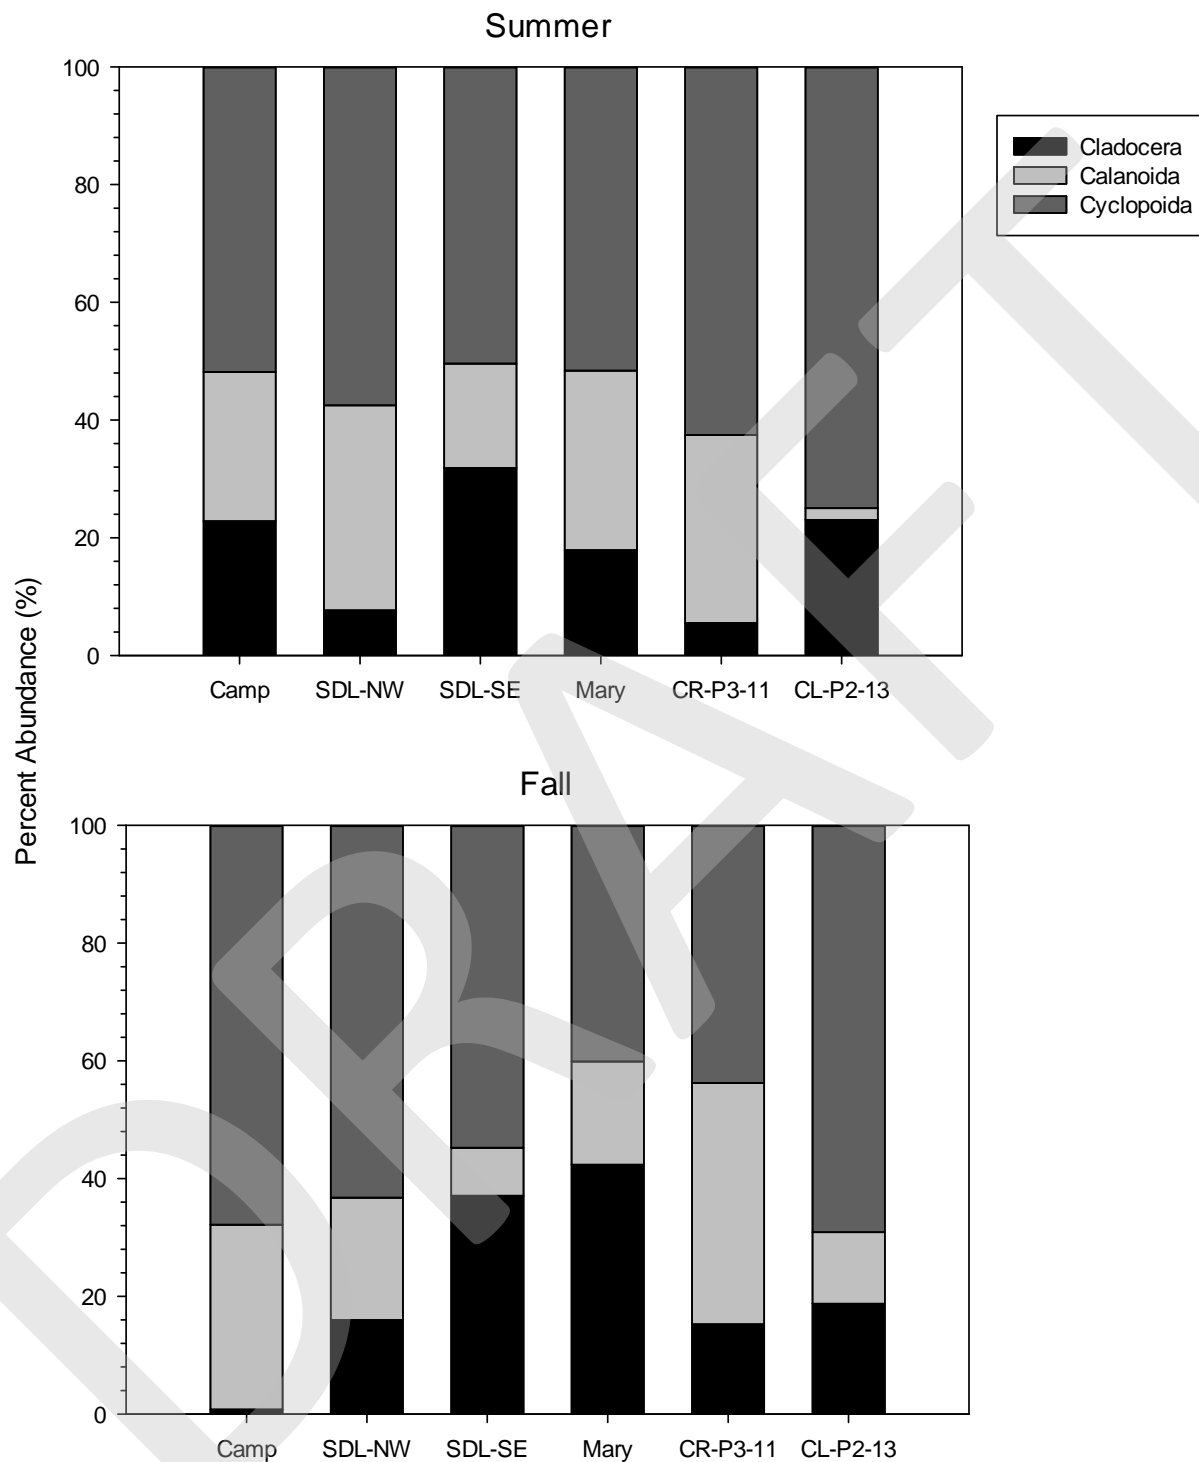 Summer
100
80
60
40
20
0
Camp SDL-NW SDL-SE Mary CR-P3-11 CL-P2-13
Cladocera
Calanoida
Cyclopoida
Percent Abundance (%)
Fall
100
80
60
40
20
0
Camp SDL-NW SDL-SE Mary CR-P3-11 CL-P2-13
DRAFT